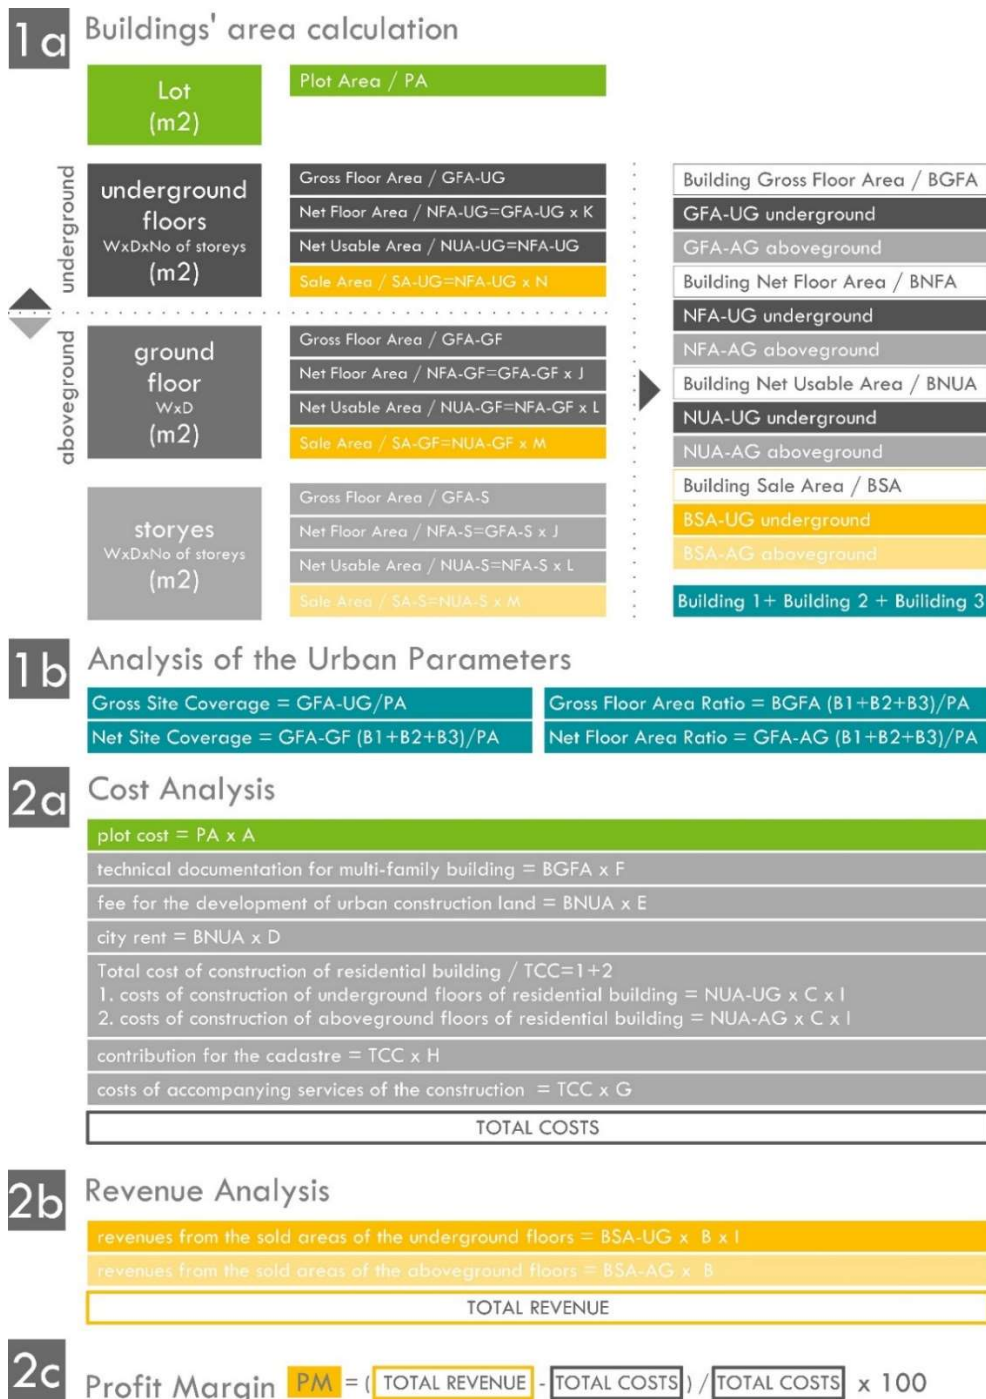 1a Buildings' area calculation
Lot
(m2)
Plot Area / PA
underground
underground
floors
WxDxNo of storeys
(m2)
Gross Floor Area / GFA-UG
Net Floor Area / NFA-UG=GFA-UG x K
Net Usable Area / NUA-UG=NFA-UG
Sale Area / SA-UG=NFA-UG x N
aboveground
ground
floor
WxD
(m2)
Gross Floor Area / GFA-GF
Net Floor Area / NFA-GF=GFA-GF x J
Net Usable Area / NUA-GF=NFA-GF x L
Sale Area / SA-GF=NUA-GF x M
storyes
WxDxNo of storeys
(m2)
Gross Floor Area / GFA-S
Net Floor Area / NFA-S=GFA-S x J
Net Usable Area / NUA-S=NFA-S x L
Sale Area / SA-S=NUA-S x M
Building Gross Floor Area / BGFA
GFA-UG underground
GFA-AG aboveground
Building Net Floor Area / BNFA
NFA-UG underground
NFA-AG aboveground
Building Net Usable Area / BNUA
NUA-UG underground
NUA-AG aboveground
Building Sale Area / BSA
BSA-UG underground
BSA-AG aboveground
Building 1+ Building 2 + Builiding 3
1b Analysis of the Urban Parameters
Gross Site Coverage = GFA-UG/PA
Gross Floor Area Ratio = BGFA (B1+B2+B3)/PA
Net Site Coverage = GFA-GF (B1+B2+B3)/PA
Net Floor Area Ratio = GFA-AG (B1+B2+B3)/PA
2a Cost Analysis
plot cost = PA x A
technical documentation for multi-family building = BGFA x F
fee for the development of urban construction land = BNUA x E
city rent = BNUA x D
Total cost of construction of residential building / TCC=1+2
1. costs of construction of underground floors of residential building = NUA-UG x C x I
2. costs of construction of aboveground floors of residential building = NUA-AG x C x I
contribution for the cadastre = TCC x H
costs of accompanying services of the construction = TCC x G
TOTAL COSTS
2b Revenue Analysis
revenues from the sold areas of the underground floors = BSA-UG x B x I
revenues from the sold areas of the aboveground floors = BSA-AG x B
TOTAL REVENUE
2c Profit Margin PM = ( TOTAL REVENUE - TOTAL COSTS ) / TOTAL COSTS x 100